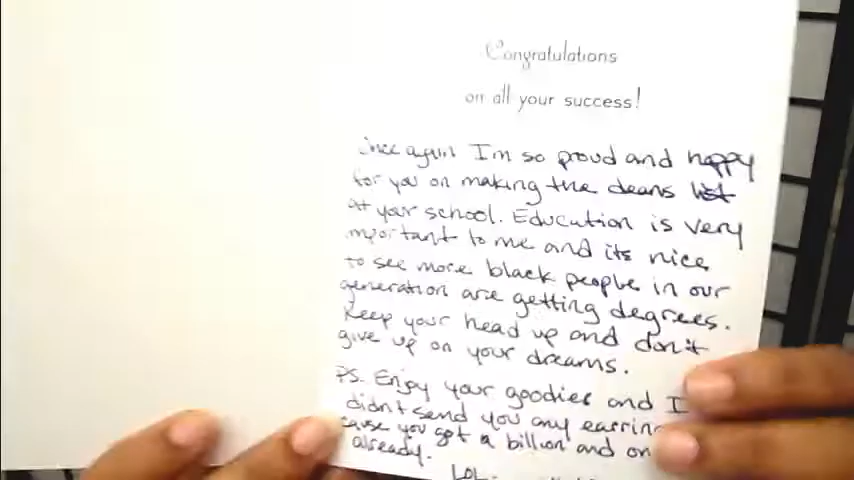 Congratulations
on all your success!
Once again I'm so proud and happy
for you on making the deans list
at your school. Education is very
important to me and its nice
to see more black people in our
generation are getting degrees.
Keep your head up and don't
give up on your dreams.
PS. Enjoy your goodies and I
didnt send you any earrin
cause you got a billion and on
already.
LOL.